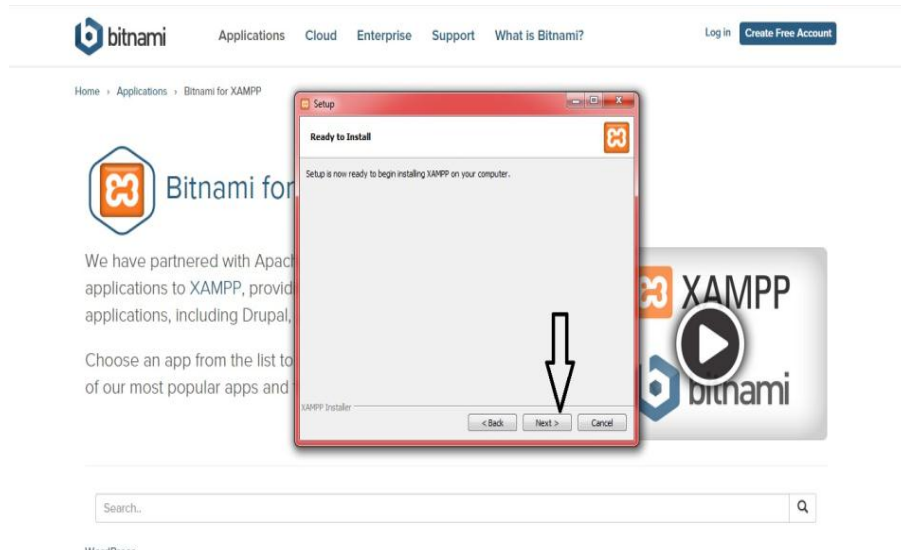 bitnami
Applications Cloud Enterprise Support What is Bitnami?
Log in Create Free Account
Home › Applications › Bitnami for XAMPP
Setup
Ready to Install
Setup is now ready to begin installing XAMPP on your computer.
XAMPP Installer
< Back Next > Cancel
Bitnami for
We have partnered with Apach
applications to XAMPP, provid
applications, including Drupal,
Choose an app from the list to
of our most popular apps and
XAMPP
bitnami
Search..